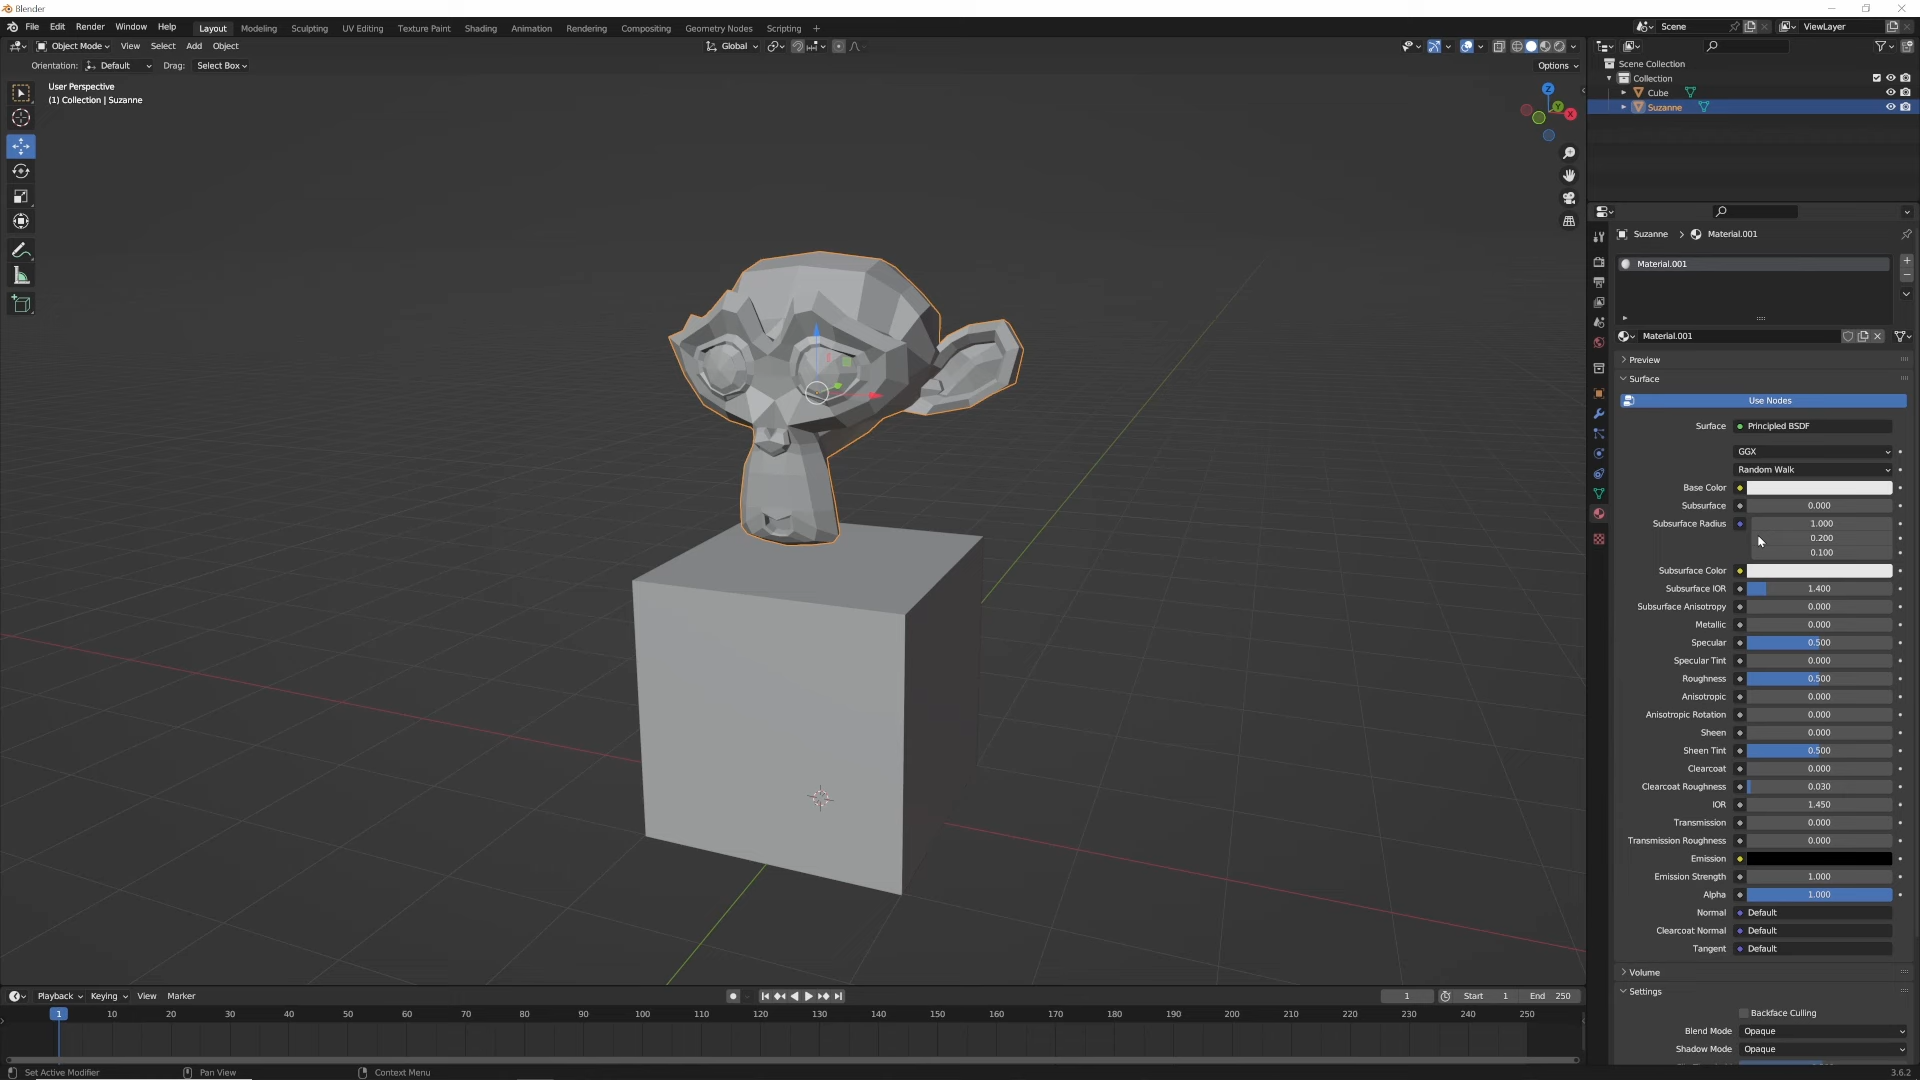 Blender
File Edit Render Window Help Layout Modeling Sculpting UV Editing Texture Paint Shading Animation Rendering Compositing Geometry Nodes Scripting + Scene ViewLayer
Object Mode View Select Add Object Global
Orientation: Default Drag: Select Box Options
User Perspective
(1) Collection | Suzanne
Z
Y
X
Scene Collection
Collection
Cube
Suzanne
Suzanne > Material.001
Material.001
Material.001
Preview
Surface
Use Nodes
Surface Principled BSDF
GGX
Random Walk
Base Color
Subsurface 0.000
Subsurface Radius 1.000
0.200
0.100
Subsurface Color
Subsurface IOR 1.400
Subsurface Anisotropy 0.000
Metallic 0.000
Specular 0.500
Specular Tint 0.000
Roughness 0.500
Anisotropic 0.000
Anisotropic Rotation 0.000
Sheen 0.000
Sheen Tint 0.500
Clearcoat 0.000
Clearcoat Roughness 0.030
IOR 1.450
Transmission 0.000
Transmission Roughness 0.000
Emission
Emission Strength 1.000
Alpha 1.000
Normal Default
Clearcoat Normal Default
Tangent Default
Volume
Settings
Backface Culling
Blend Mode Opaque
Shadow Mode Opaque
Playback Keying View Marker 1 Start 1 End 250
1 10 20 30 40 50 60 70 80 90 100 110 120 130 140 150 160 170 180 190 200 210 220 230 240 250
Set Active Modifier Pan View Context Menu 3.6.2